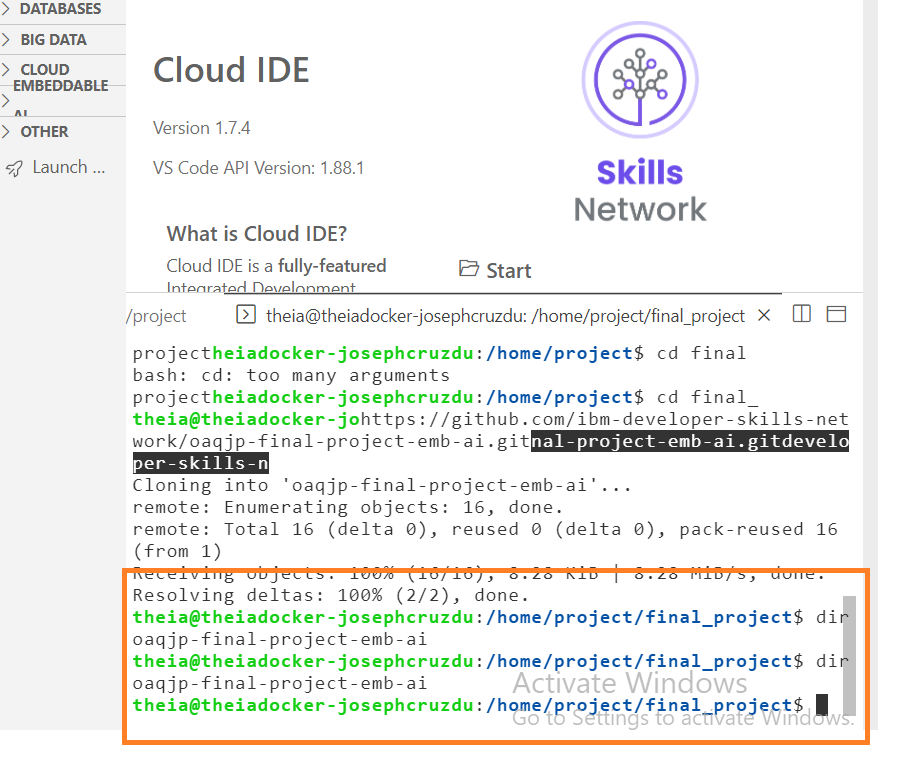 DATABASES
BIG DATA
CLOUD
EMBEDDABLE
AI
OTHER
Launch ...
Cloud IDE
Version 1.7.4
VS Code API Version: 1.88.1
What is Cloud IDE?
Cloud IDE is a fully-featured
Integrated Development
Start
Skills
Network
/project
theia@theiadocker-josephcruzdu: /home/project/final_project
projectheiadocker-josephcruzdu:/home/project$ cd final
bash: cd: too many arguments
projectheiadocker-josephcruzdu:/home/project$ cd final_
theia@theiadocker-johttps://github.com/ibm-developer-skills-net
work/oaqjp-final-project-emb-ai.gitnal-project-emb-ai.gitdevelo
per-skills-n
Cloning into 'oaqjp-final-project-emb-ai'...
remote: Enumerating objects: 16, done.
remote: Total 16 (delta 0), reused 0 (delta 0), pack-reused 16
(from 1)
Receiving objects: 100% (16/16), 8.28 KiB | 8.28 MiB/s, done.
Resolving deltas: 100% (2/2), done.
theia@theiadocker-josephcruzdu:/home/project/final_project$ dir
oaqjp-final-project-emb-ai
theia@theiadocker-josephcruzdu:/home/project/final_project$ dir
oaqjp-final-project-emb-ai
theia@theiadocker-josephcruzdu:/home/project/final_project$
Activate Windows
Go to Settings to activate Windows.